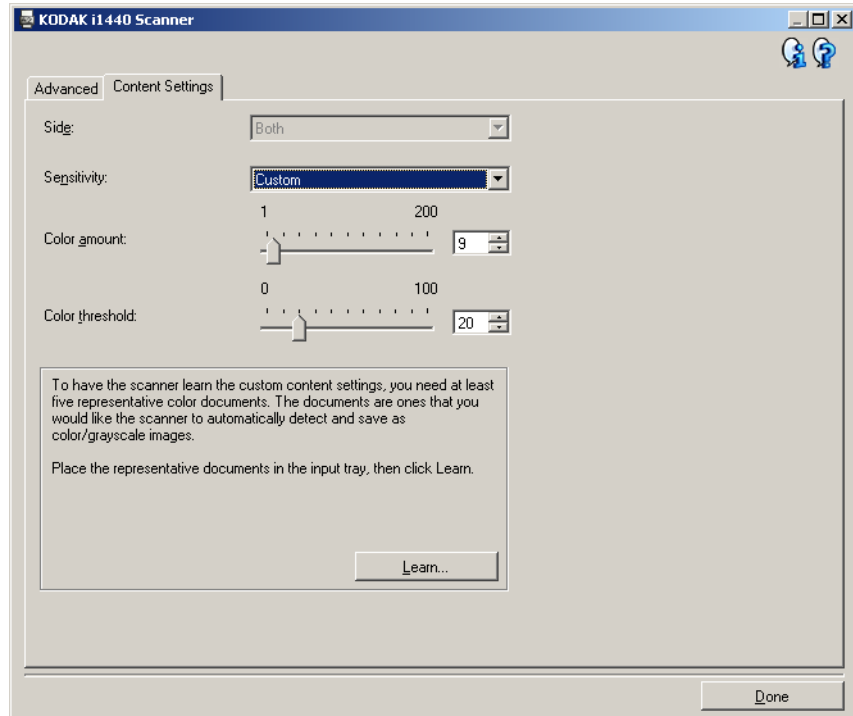 KODAK i1440 Scanner
Advanced
Content Settings
Side:
Both
Sensitivity:
Custom
1 200
Color amount:
9
0 100
Color threshold:
20
To have the scanner learn the custom content settings, you need at least
five representative color documents. The documents are ones that you
would like the scanner to automatically detect and save as
color/grayscale images.
Place the representative documents in the input tray, then click Learn.
Learn...
Done